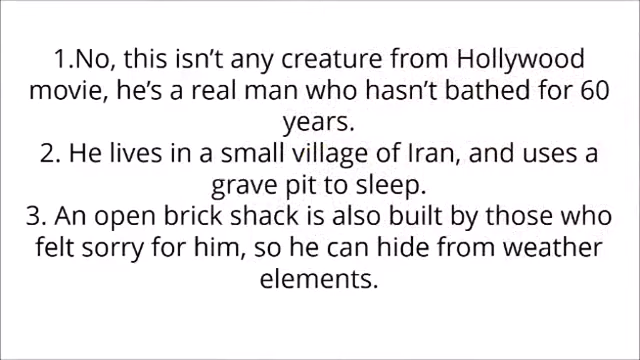 1.No, this isn't any creature from Hollywood
movie, he's a real man who hasn't bathed for 60
years.
2. He lives in a small village of Iran, and uses a
grave pit to sleep.
3. An open brick shack is also built by those who
felt sorry for him, so he can hide from weather
elements.